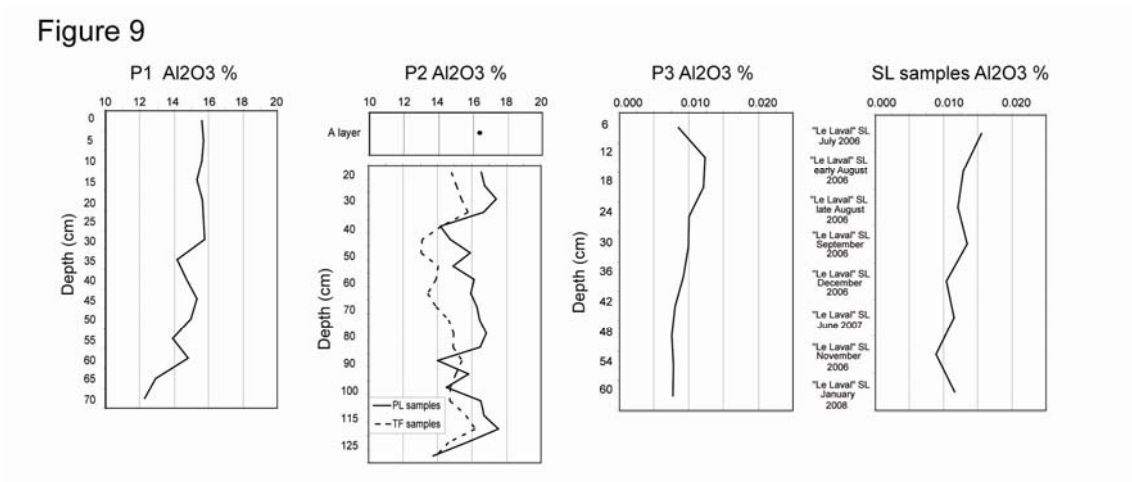 Figure 9
P1 Al2O3 %
10 12 14 16 18 20
Depth (cm)
0
5
10
15
20
25
30
35
40
45
50
55
60
65
70
P2 Al2O3 %
10 12 14 16 18 20
A layer
Depth (cm)
20
30
40
50
60
70
80
90
100
115
125
PL samples
TF samples
P3 Al2O3 %
0.000 0.010 0.020
Depth (cm)
6
12
18
24
30
36
42
48
54
60
SL samples Al2O3 %
0.000 0.010 0.020
"Le Laval" SL
July 2006
"Le Laval" SL
early August
2006
"Le Laval" SL
late August
2006
"Le Laval" SL
September
2006
"Le Laval" SL
December
2006
"Le Laval" SL
June 2007
"Le Laval" SL
November
2006
"Le Laval" SL
January
2008